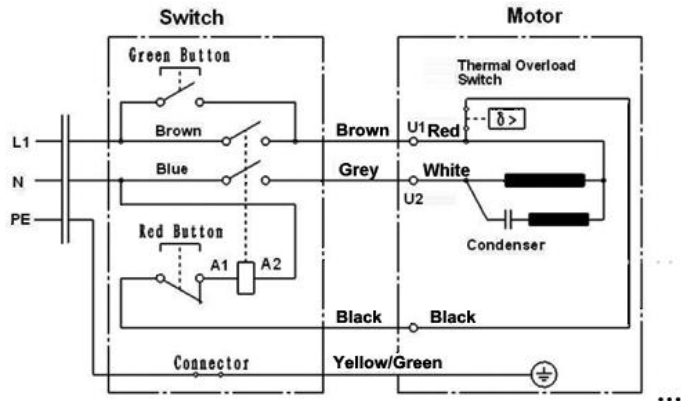 Switch
Motor
Green Button
Thermal Overload
Switch
δ>
L1
Brown
Brown
U1
Red
N
Blue
Grey
White
U2
PE
Red Button
Condenser
A1
A2
Black
Black
Connector
Yellow/Green
...